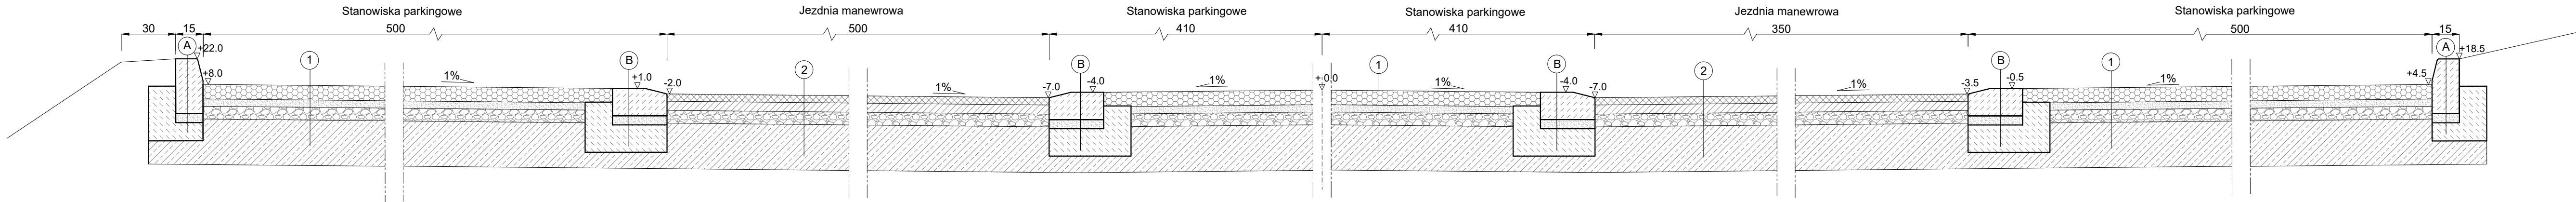 Stanowiska parkingowe Jezdnia manewrowa Stanowiska parkingowe Stanowiska parkingowe Jezdnia manewrowa Stanowiska parkingowe
30 15 500 500 410 410 350 500 15
A A
+22.0 +18.5
1 B 2 B 1 B 2 B 1
+8.0 1% +1.0 -2.0 1% -7.0 -4.0 1% +-0.0 1% -4.0 -7.0 1% -3.5 -0.5 1% +4.5